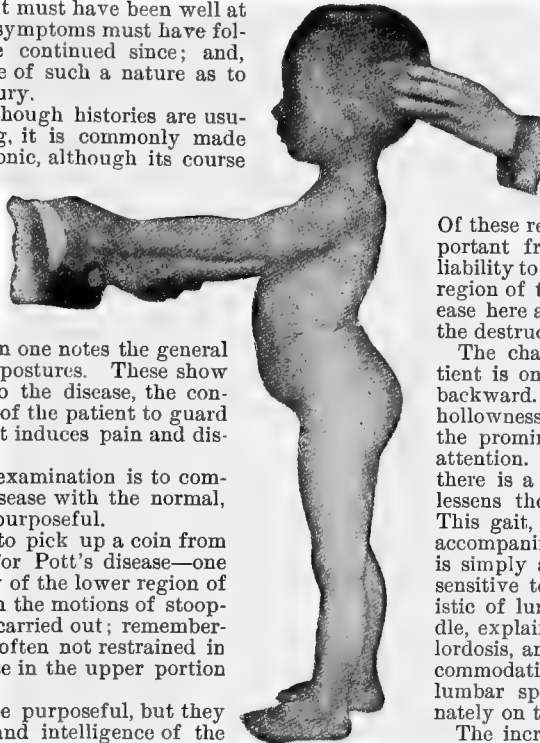 t must have been well at
symptoms must have fol-
e continued since; and,
e of such a nature as to
ury.
hough histories are usu-
g, it is commonly made
onic, although its course
n one notes the general
postures. These show
o the disease, the con-
of the patient to guard
t induces pain and dis-
examination is to com-
sease with the normal,
purposeful.
to pick up a coin from
for Pott's disease—one
y of the lower region of
n the motions of stoop-
carried out; remember-
often not restrained in
te in the upper portion
e purposeful, but they
and intelligence of the
Of these re
portant fr
liability to
region of t
ease here a
the destruc
The cha
tient is on
backward.
hollowness
the promin
attention.
there is a
lessens the
This gait,
accompani
is simply a
sensitive to
istic of lun
dle, explai
lordosis, ar
commodati
lumbar sp
nately on t
The incr